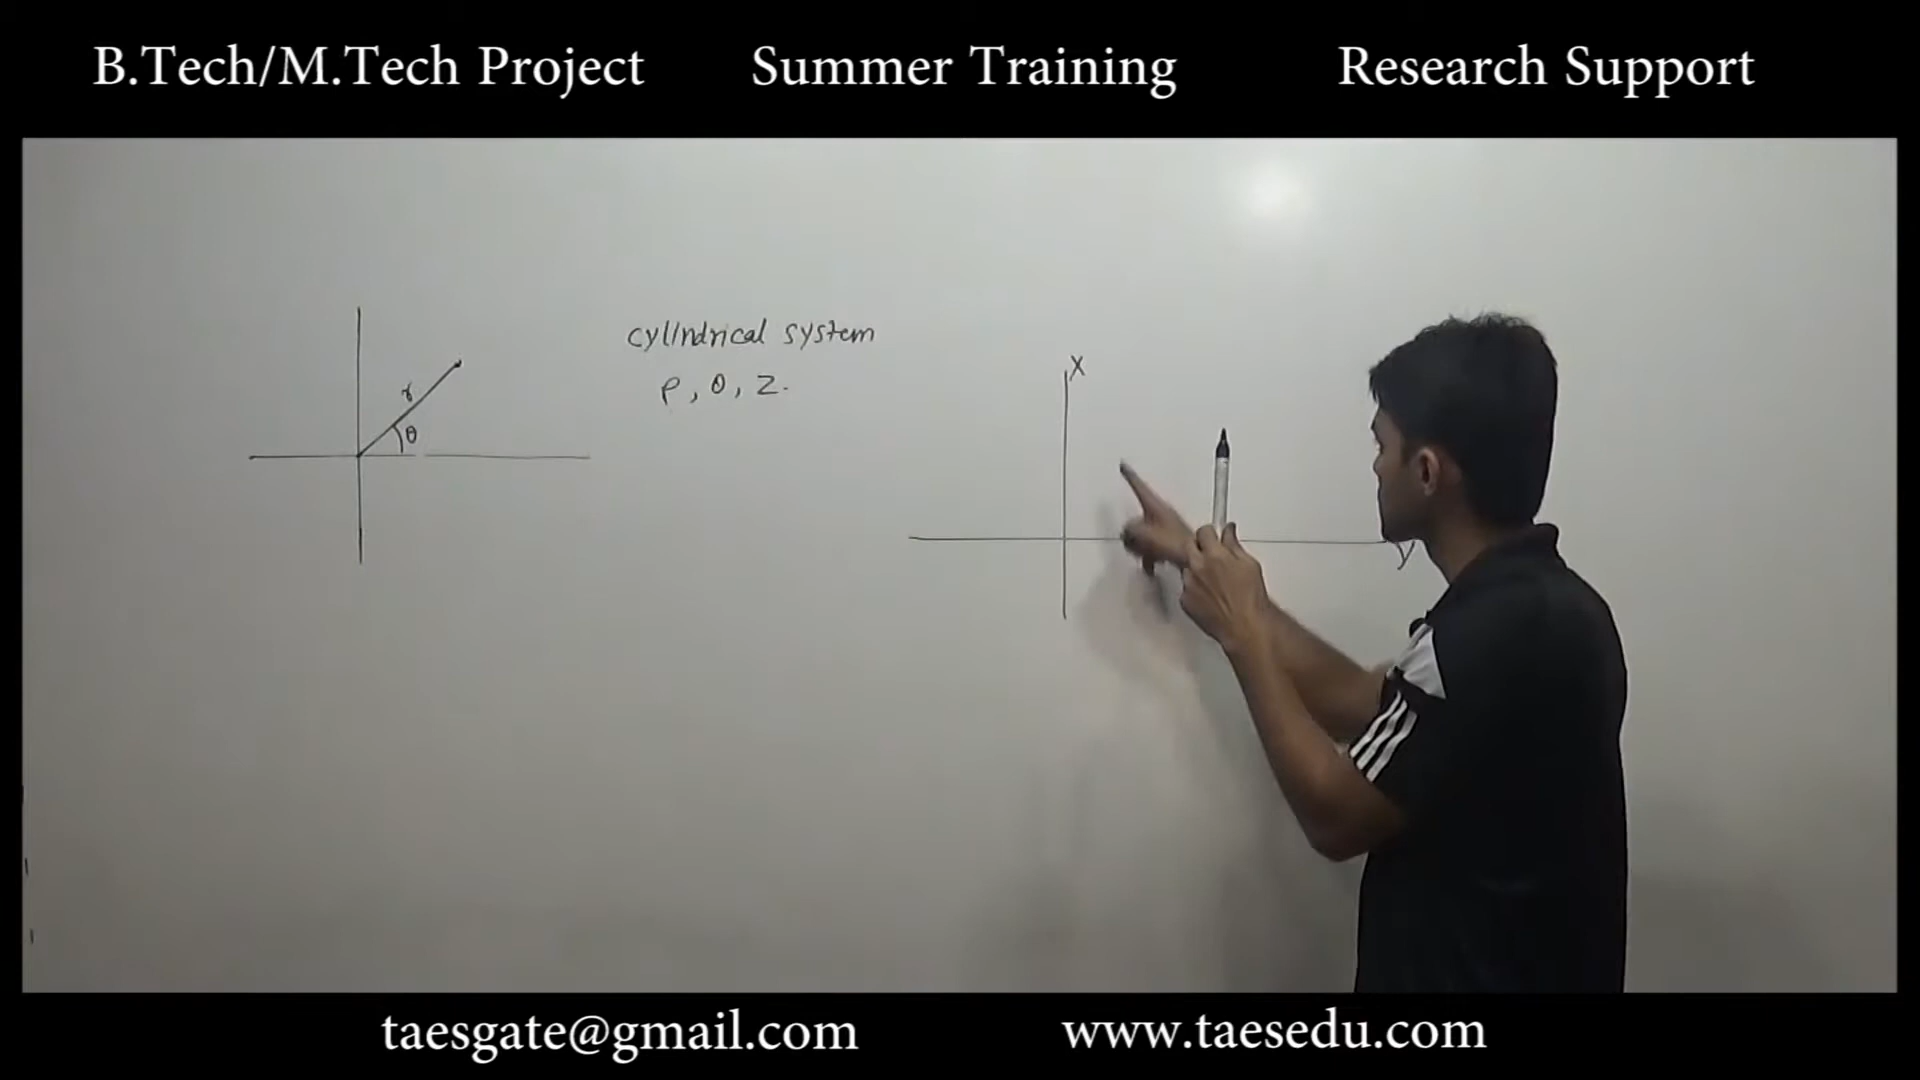 B.Tech/M.Tech Project Summer Training Research Support
cylindrical system
ρ, θ, z.
r
θ
X
Y
taesgate@gmail.com www.taesedu.com